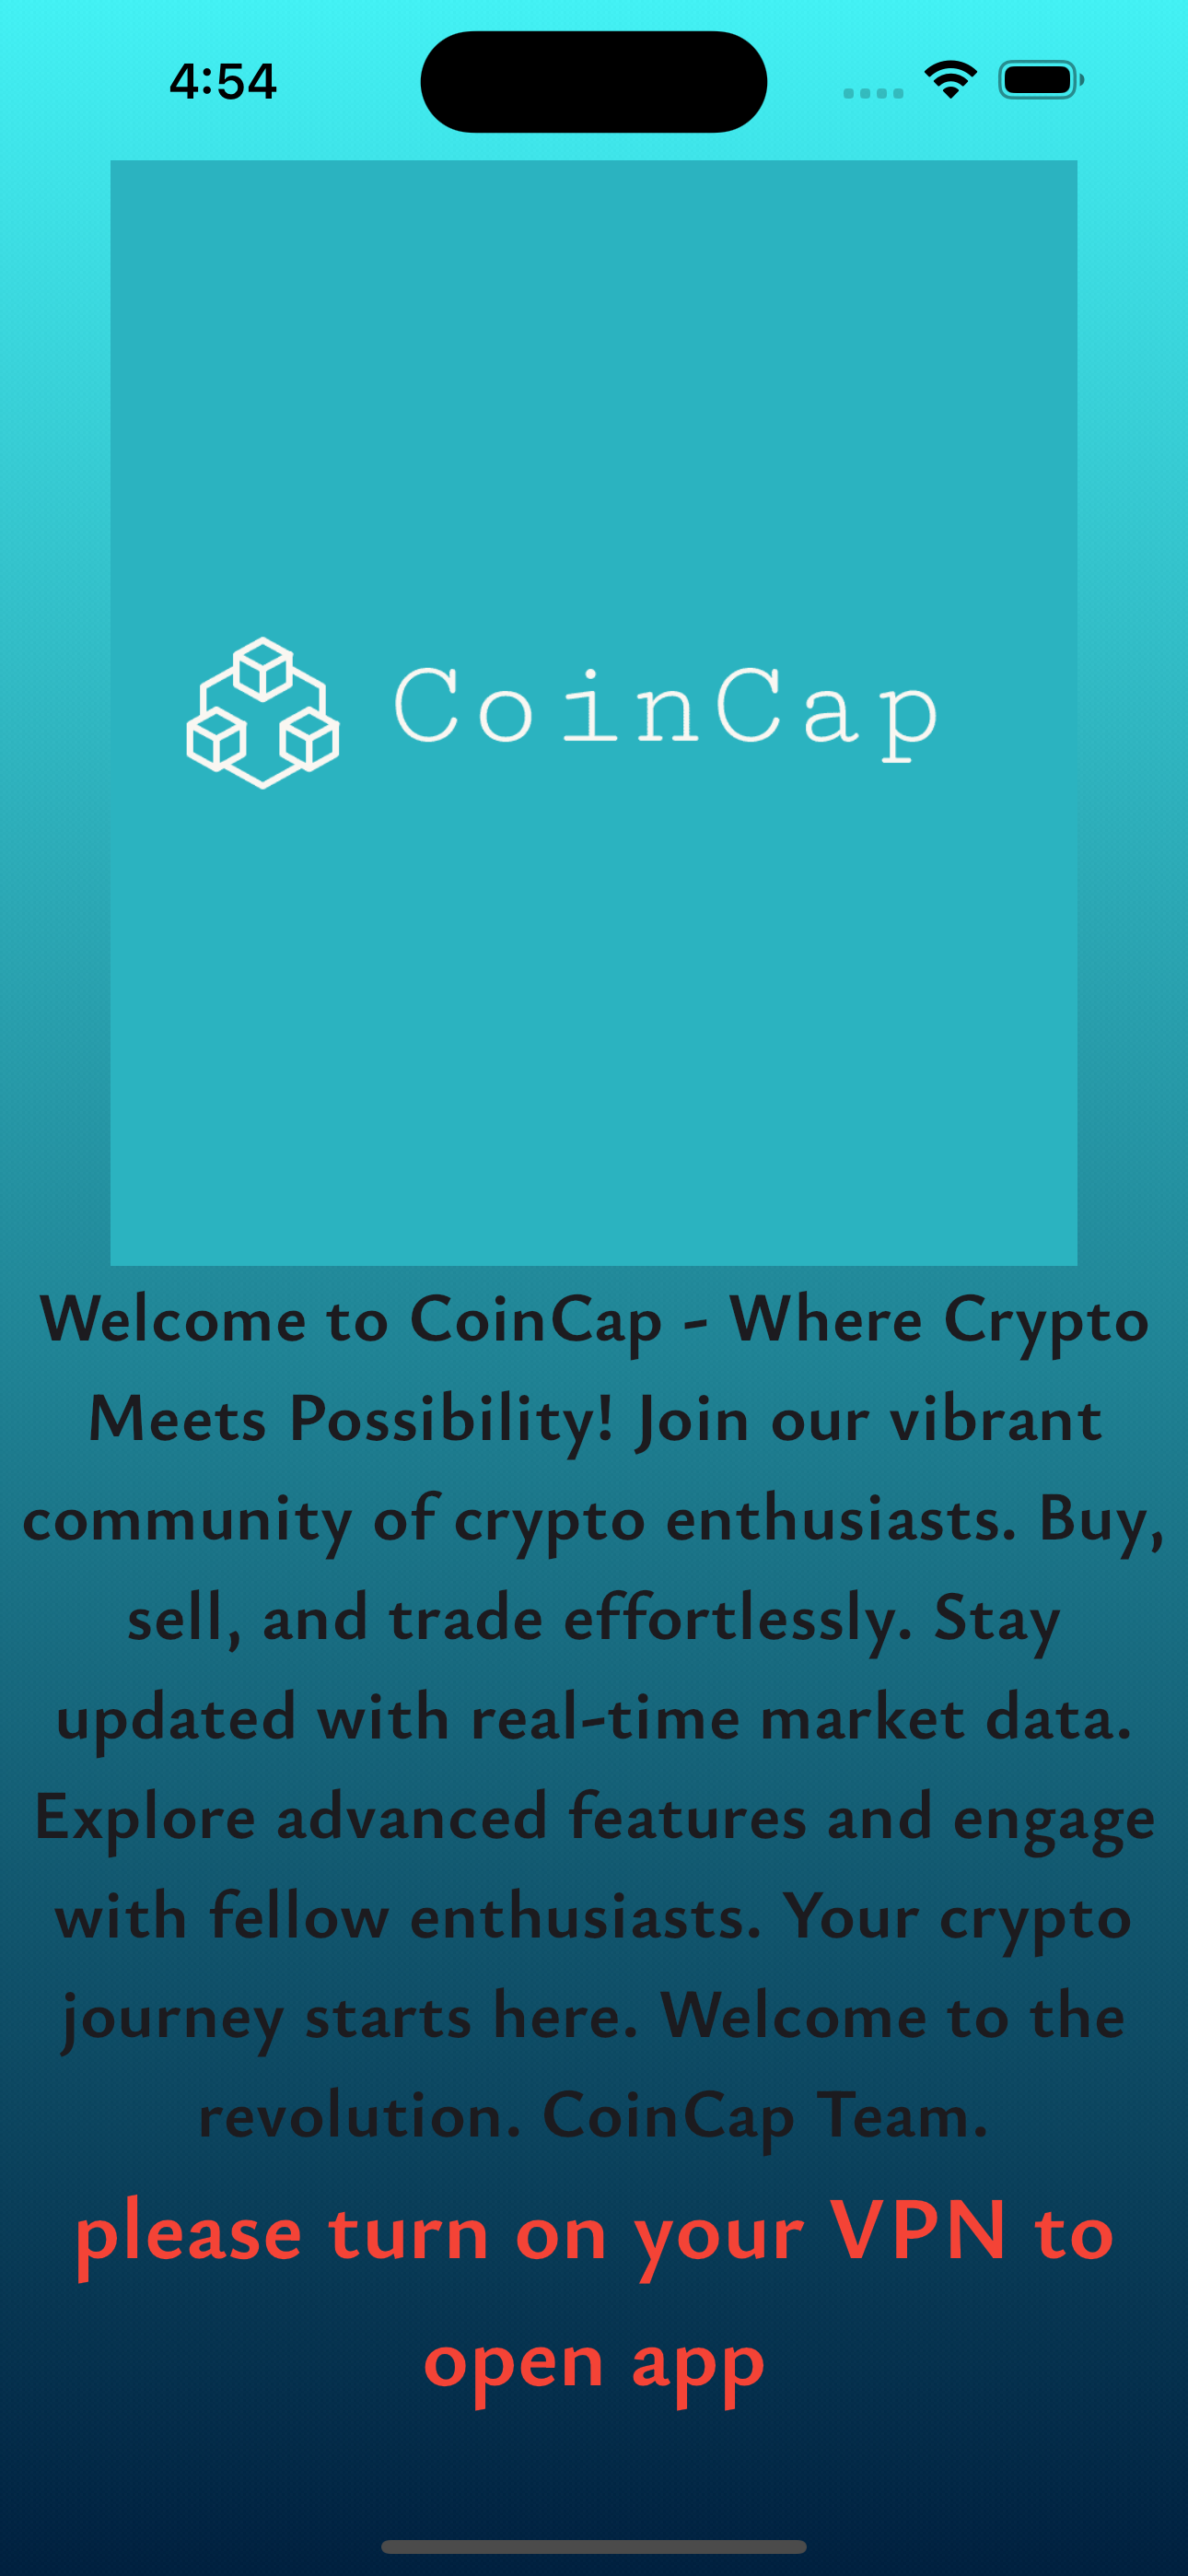 4:54
CoinCap
Welcome to CoinCap - Where Crypto
Meets Possibility! Join our vibrant
community of crypto enthusiasts. Buy,
sell, and trade effortlessly. Stay
updated with real-time market data.
Explore advanced features and engage
with fellow enthusiasts. Your crypto
journey starts here. Welcome to the
revolution. CoinCap Team.
please turn on your VPN to
open app